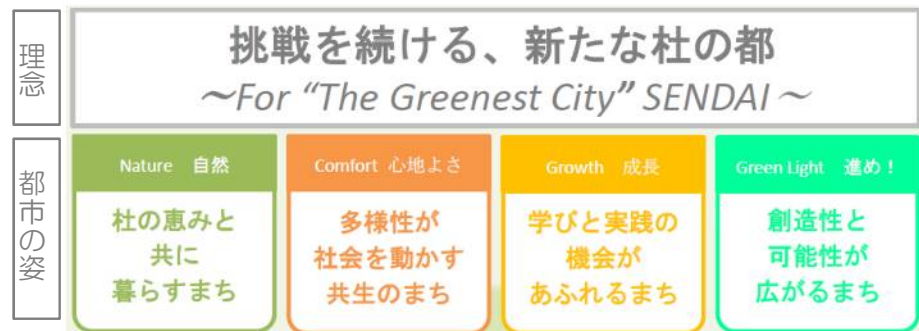 理念
挑戦を続ける、新たな杜の都
～For “The Greenest City” SENDAI～
都市の姿
Nature 自然
杜の恵みと
共に
暮らすまち
Comfort 心地よさ
多様性が
社会を動かす
共生のまち
Growth 成長
学びと実践の
機会が
あふれるまち
Green Light 進め！
創造性と
可能性が
広がるまち